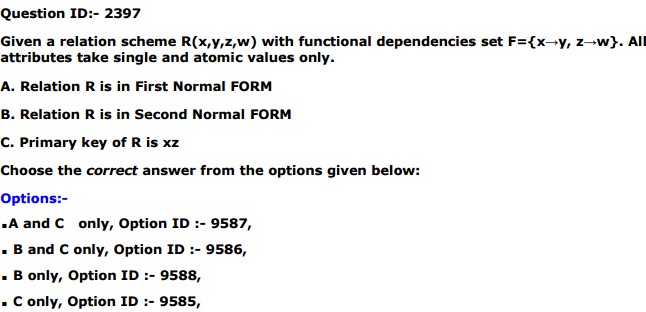 Question ID:- 2397
Given a relation scheme R(x,y,z,w) with functional dependencies set F={x→y, z→w}. All
attributes take single and atomic values only.
A. Relation R is in First Normal FORM
B. Relation R is in Second Normal FORM
C. Primary key of R is xz
Choose the correct answer from the options given below:
Options:-
▪A and C   only, Option ID :- 9587,
▪ B and C only, Option ID :- 9586,
▪ B only, Option ID :- 9588,
▪ C only, Option ID :- 9585,